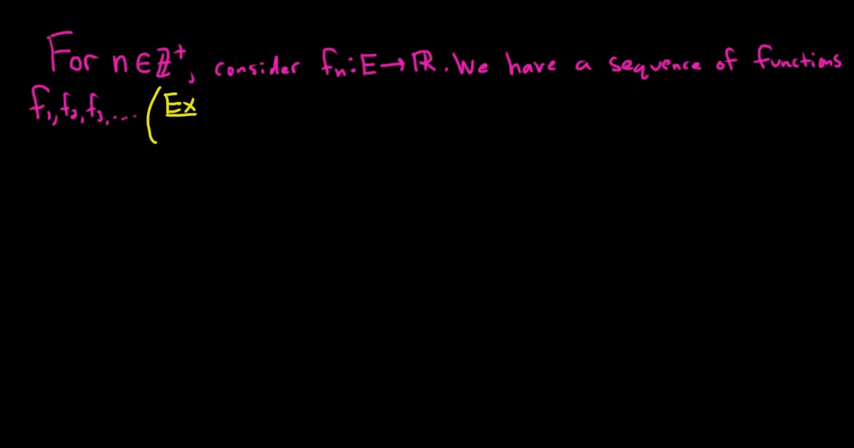 For n ∈ ℤ⁺, consider fₙ: E → ℝ. We have a sequence of functions
f₁, f₂, f₃, ... (Ex